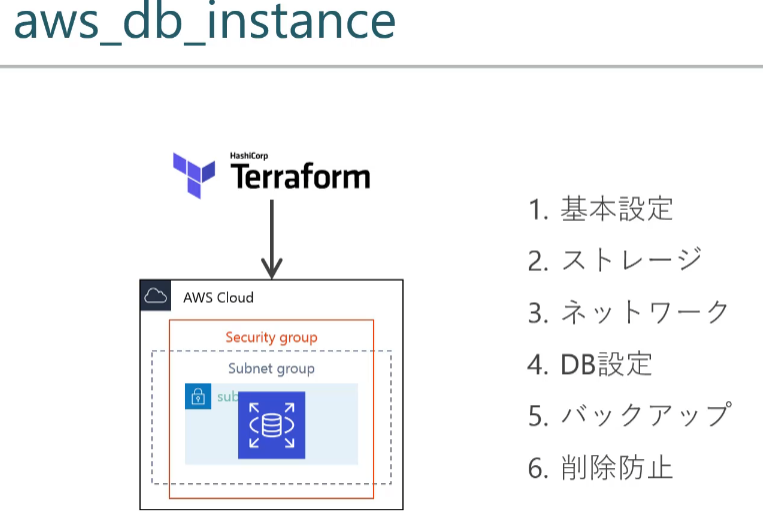 aws_db_instance
HashiCorp
Terraform
AWS Cloud
Security group
Subnet group
1. 基本設定
2. ストレージ
3. ネットワーク
4. DB設定
5. バックアップ
6. 削除防止